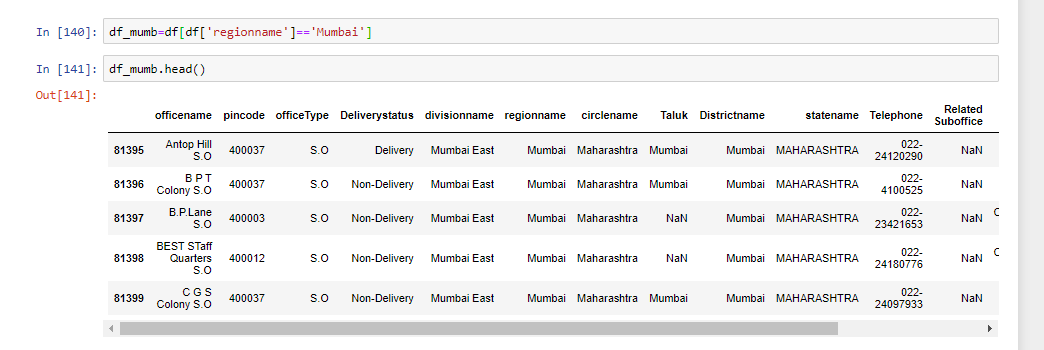 In [140]: df_mumb=df[df['regionname']=='Mumbai']
In [141]: df_mumb.head()
Out[141]:
officename pincode officeType Deliverystatus divisionname regionname circlename Taluk Districtname statename Telephone Related Suboffice
81395 Antop Hill S.O 400037 S.O Delivery Mumbai East Mumbai Maharashtra Mumbai Mumbai MAHARASHTRA 022-24120290 NaN
81396 B P T Colony S.O 400037 S.O Non-Delivery Mumbai East Mumbai Maharashtra Mumbai Mumbai MAHARASHTRA 022-4100525 NaN
81397 B.P.Lane S.O 400003 S.O Non-Delivery Mumbai East Mumbai Maharashtra NaN Mumbai MAHARASHTRA 022-23421653 NaN
81398 BEST STaff Quarters S.O 400012 S.O Non-Delivery Mumbai East Mumbai Maharashtra NaN Mumbai MAHARASHTRA 022-24180776 NaN
81399 C G S Colony S.O 400037 S.O Non-Delivery Mumbai East Mumbai Maharashtra Mumbai Mumbai MAHARASHTRA 022-24097933 NaN